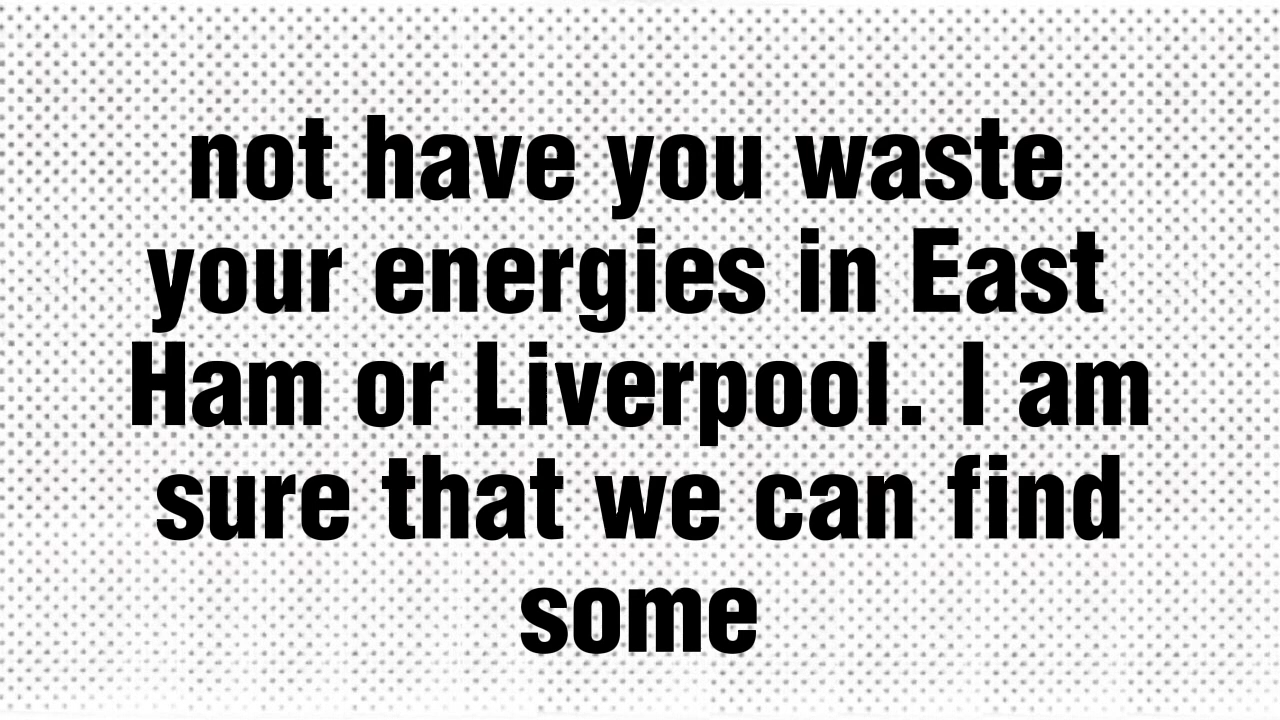 not have you waste
your energies in East
Ham or Liverpool. I am
sure that we can find
some